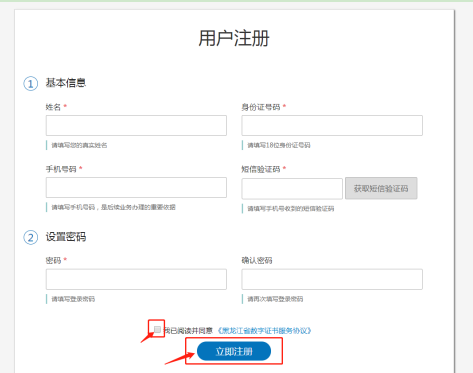 用户注册
1 基本信息
姓名 * 身份证号码 *
请填写您的真实姓名 请填写18位身份证号码
手机号码 * 短信验证码 *
获取短信验证码
请填写手机号码，是后续业务办理的重要依据 请填写手机号收到的短信验证码
2 设置密码
密码 * 确认密码
请填写登录密码 请再次填写登录密码
我已阅读并同意 《黑龙江省数字证书服务协议》
立即注册